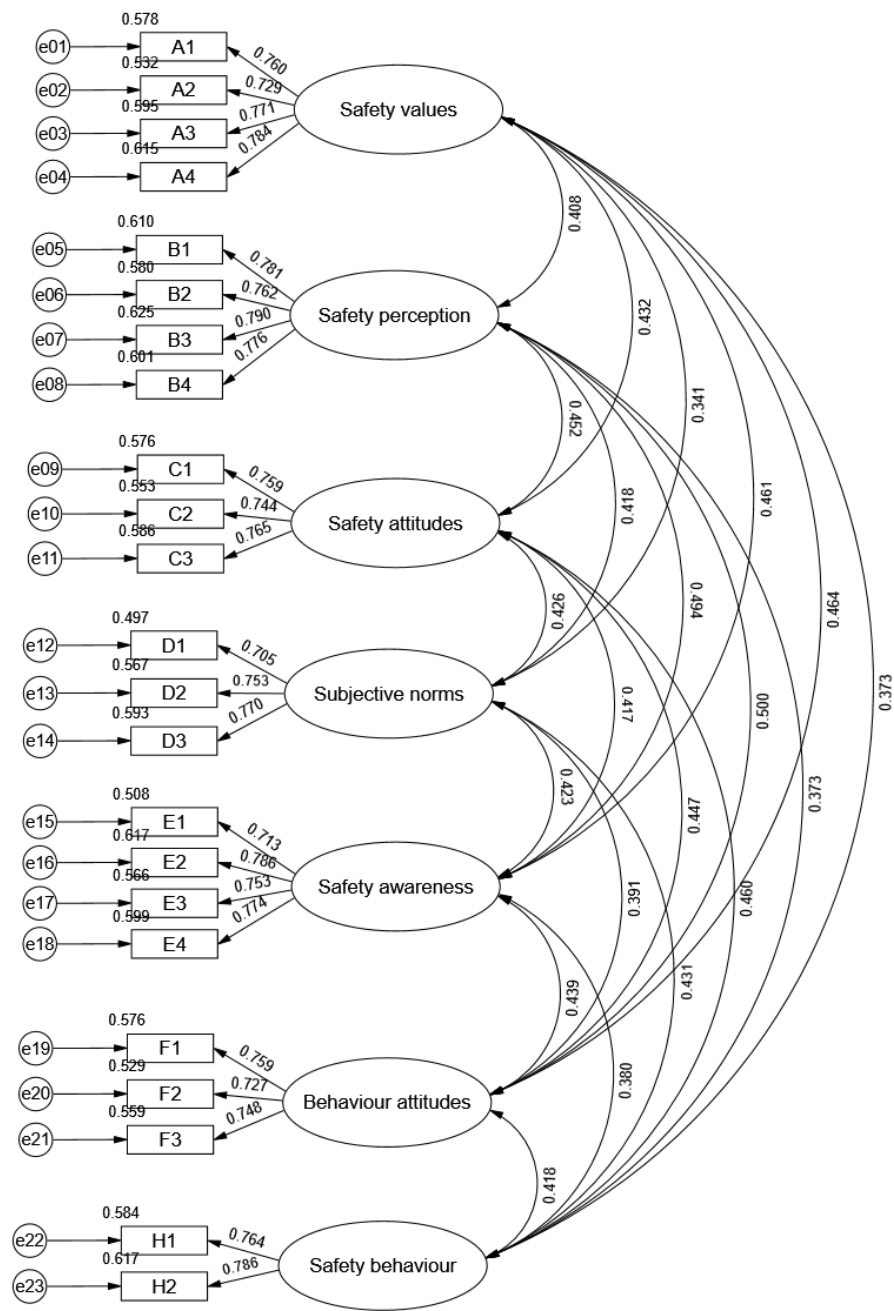 0.578
e01
A1
0.760
0.532
e02
A2
0.729
0.595
e03
A3
0.771
0.615
e04
A4
0.784
Safety values
0.408
0.610
e05
B1
0.781
0.580
e06
B2
0.762
0.625
e07
B3
0.790
0.601
e08
B4
0.776
Safety perception
0.432
0.341
0.452
0.576
e09
C1
0.759
0.553
e10
C2
0.744
0.586
e11
C3
0.765
Safety attitudes
0.418
0.461
0.426
0.494
0.464
0.497
e12
D1
0.705
0.567
e13
D2
0.753
0.593
e14
D3
0.770
Subjective norms
0.417
0.500
0.373
0.373
0.423
0.447
0.508
e15
E1
0.713
0.617
e16
E2
0.786
0.566
e17
E3
0.753
0.599
e18
E4
0.774
Safety awareness
0.391
0.460
0.439
0.431
0.576
e19
F1
0.759
0.529
e20
F2
0.727
0.559
e21
F3
0.748
Behaviour attitudes
0.380
0.418
0.584
e22
H1
0.764
0.617
e23
H2
0.786
Safety behaviour